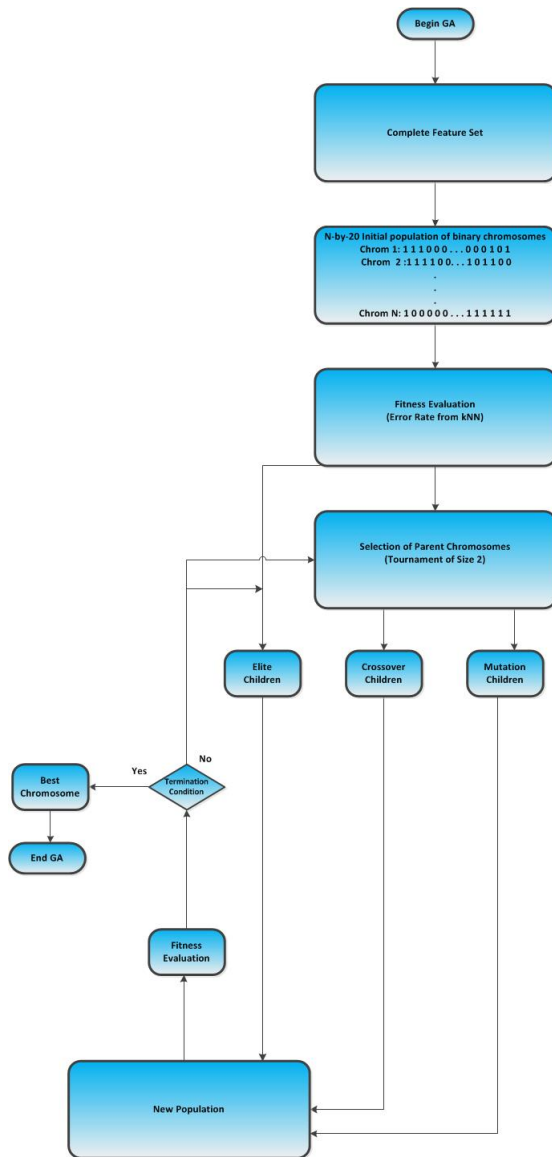 Begin GA
Complete Feature Set
N-by-20 Initial population of binary chromosomes
Chrom 1: 1 1 1 0 0 0 . . . 0 0 0 1 0 1
Chrom 2 :1 1 1 1 0 0. . . 1 0 1 1 0 0
.
.
.
Chrom N: 1 0 0 0 0 0 . . . 1 1 1 1 1 1
Fitness Evaluation
(Error Rate from kNN)
Selection of Parent Chromosomes
(Tournament of Size 2)
Elite
Children
Crossover
Children
Mutation
Children
No
Yes
Termination
Condition
Best
Chromosome
End GA
Fitness
Evaluation
New Population